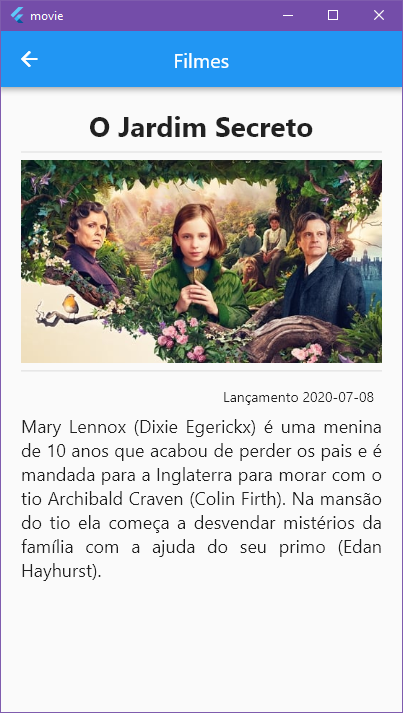 movie
Filmes
O Jardim Secreto
Lançamento 2020-07-08
Mary Lennox (Dixie Egerickx) é uma menina
de 10 anos que acabou de perder os pais e é
mandada para a Inglaterra para morar com o
tio Archibald Craven (Colin Firth). Na mansão
do tio ela começa a desvendar mistérios da
família com a ajuda do seu primo (Edan
Hayhurst).